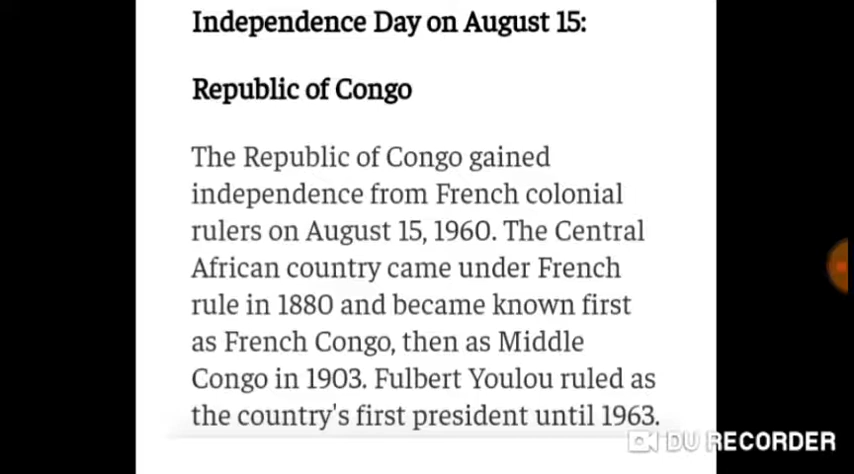 Independence Day on August 15:
Republic of Congo
The Republic of Congo gained
independence from French colonial
rulers on August 15, 1960. The Central
African country came under French
rule in 1880 and became known first
as French Congo, then as Middle
Congo in 1903. Fulbert Youlou ruled as
the country's first president until 1963.
DU RECORDER